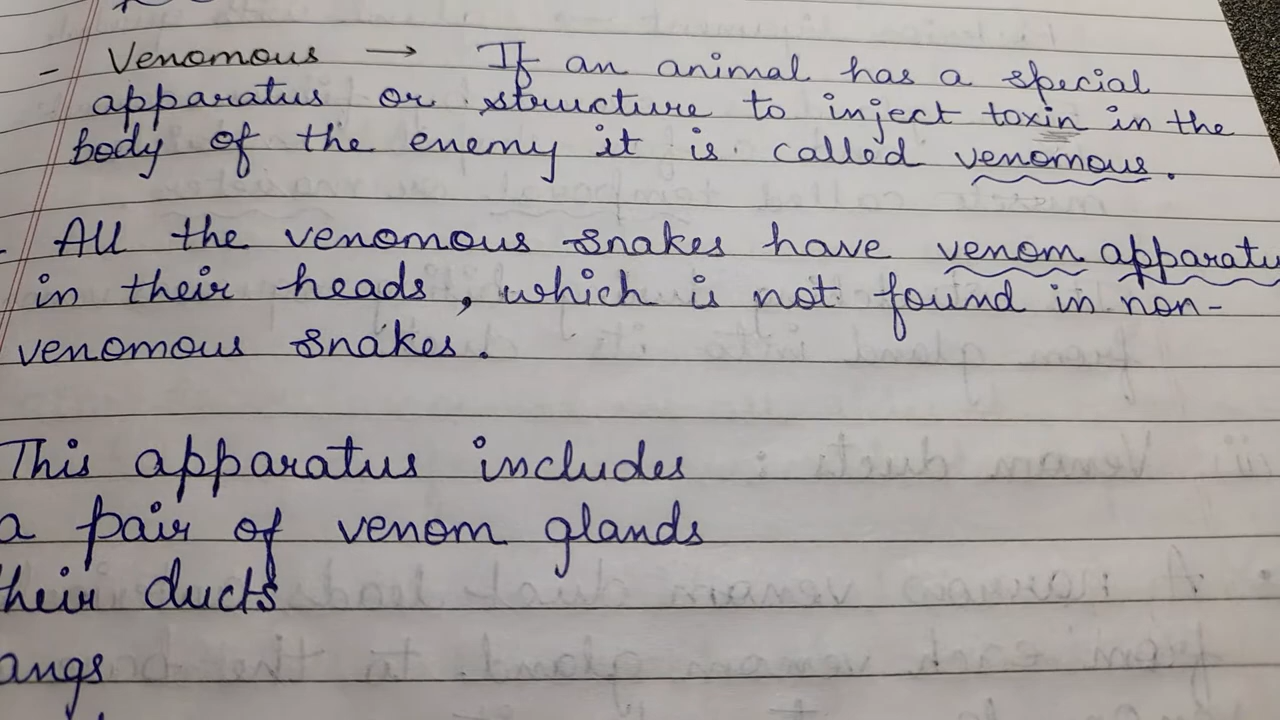 - Venomous → If an animal has a special
apparatus or structure to inject toxin in the
body of the enemy it is called venomous.
- All the venomous snakes have venom apparatu
in their heads, which is not found in non-
venomous snakes.
This apparatus includes
a pair of venom glands
heir ducts
angs